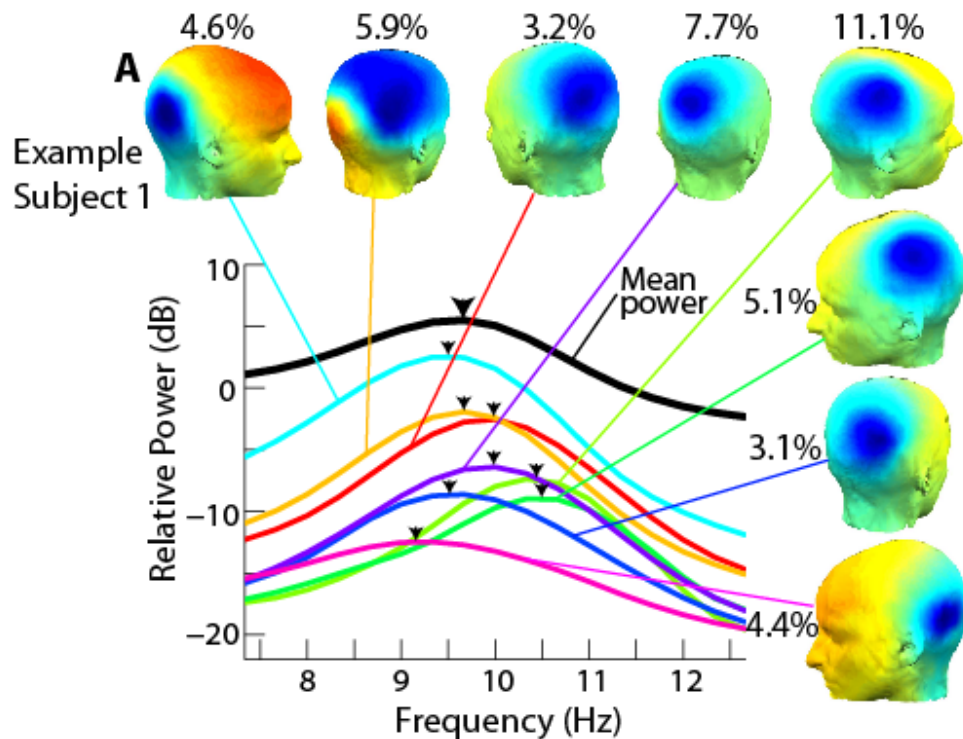 4.6% 5.9% 3.2% 7.7% 11.1%
A
Example
Subject 1
10
Mean
power
5.1%
0
3.1%
−10
4.4%
−20
Relative Power (dB)
8 9 10 11 12
Frequency (Hz)